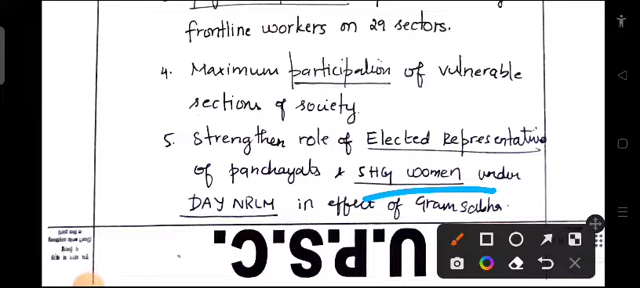 frontline workers on 29 sectors.
4. Maximum participation of vulnerable
sections of society.
5. Strengthen role of Elected Representative
of panchayats & SHG women under
DAY NRLM in effect of Gram sabha.
U.P.S.C.